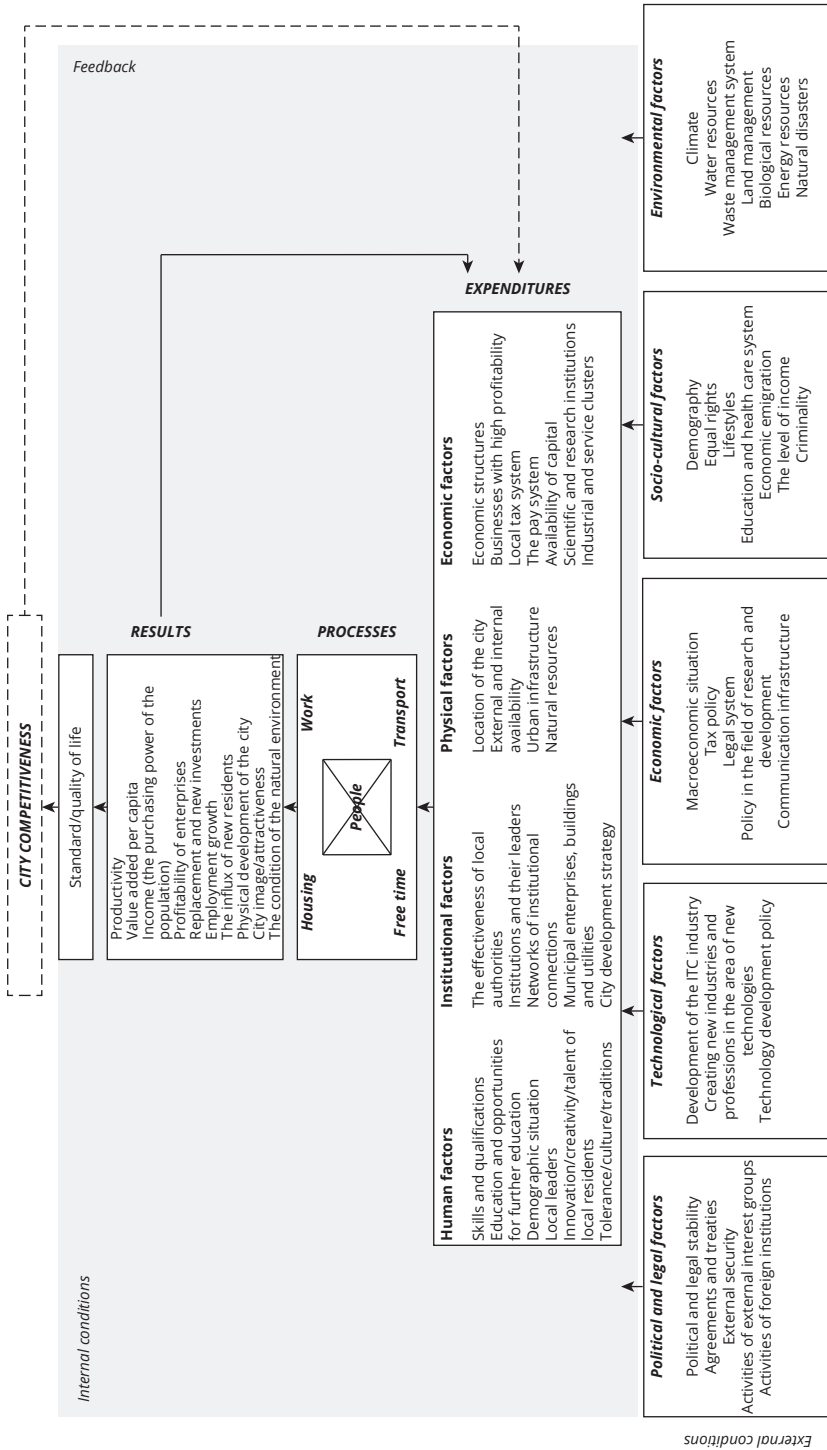 CITY COMPETITIVENESS
Internal conditions
Feedback
Standard/quality of life
RESULTS
Productivity
Value added per capita
Income (the purchasing power of the
population)
Profitability of enterprises
Replacement and new investments
Employment growth
The influx of new residents
Physical development of the city
City image/attractiveness
The condition of the natural environment
PROCESSES
Housing
Work
People
Free time
Transport
EXPENDITURES
Human factors
Skills and qualifications
Education and opportunities
for further education
Demographic situation
Local leaders
Innovation/creativity/talent of
local residents
Tolerance/culture/traditions
Institutional factors
The effectiveness of local
authorities
Institutions and their leaders
Networks of institutional
connections
Municipal enterprises, buildings
and utilities
City development strategy
Physical factors
Location of the city
External and internal
availability
Urban infrastructure
Natural resources
Economic factors
Economic structures
Businesses with high profitability
Local tax system
The pay system
Availability of capital
Scientific and research institutions
Industrial and service clusters
External conditions
Political and legal factors
Political and legal stability
Agreements and treaties
External security
Activities of external interest groups
Activities of foreign institutions
Technological factors
Development of the ITC industry
Creating new industries and
professions in the area of new
technologies
Technology development policy
Economic factors
Macroeconomic situation
Tax policy
Legal system
Policy in the field of research and
development
Communication infrastructure
Socio-cultural factors
Demography
Equal rights
Lifestyles
Education and health care system
Economic emigration
The level of income
Criminality
Environmental factors
Climate
Water resources
Waste management system
Land management
Biological resources
Energy resources
Natural disasters